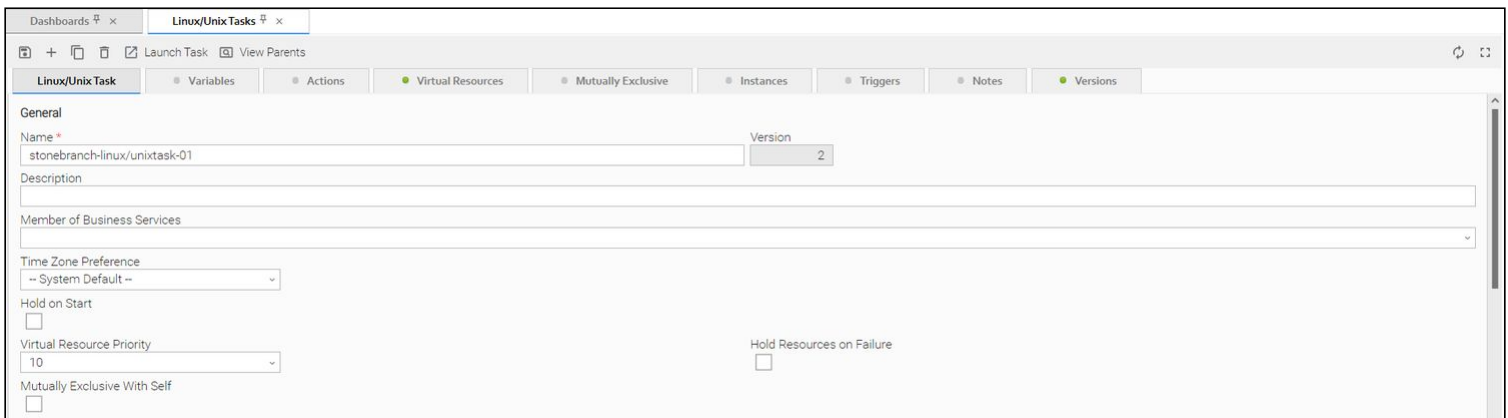 Dashboards ×
Linux/Unix Tasks ×
Launch Task View Parents
Linux/Unix Task Variables Actions Virtual Resources Mutually Exclusive Instances Triggers Notes Versions
General
Name * Version
stonebranch-linux/unixtask-01 2
Description
Member of Business Services
Time Zone Preference
-- System Default --
Hold on Start
Virtual Resource Priority Hold Resources on Failure
10
Mutually Exclusive With Self